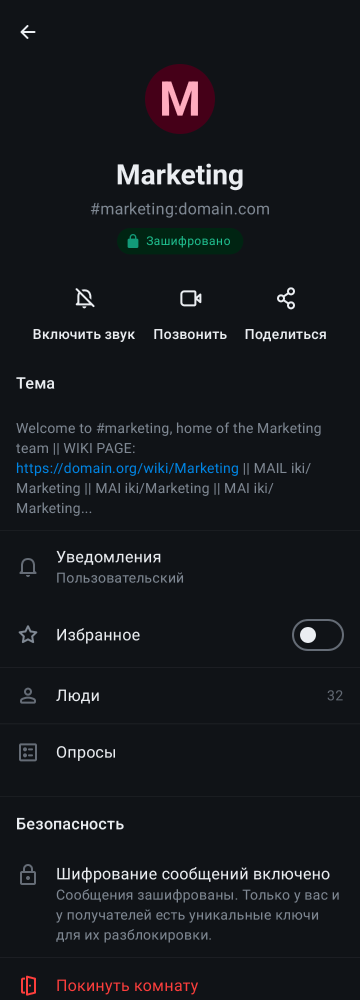 M
Marketing
#marketing:domain.com
Зашифровано
Включить звук Позвонить Поделиться
Тема
Welcome to #marketing, home of the Marketing
team || WIKI PAGE:
https://domain.org/wiki/Marketing || MAIL iki/
Marketing || MAI iki/Marketing || MAI iki/
Marketing...
Уведомления
Пользовательский
Избранное
Люди 32
Опросы
Безопасность
Шифрование сообщений включено
Сообщения зашифрованы. Только у вас и
у получателей есть уникальные ключи
для их разблокировки.
Покинуть комнату